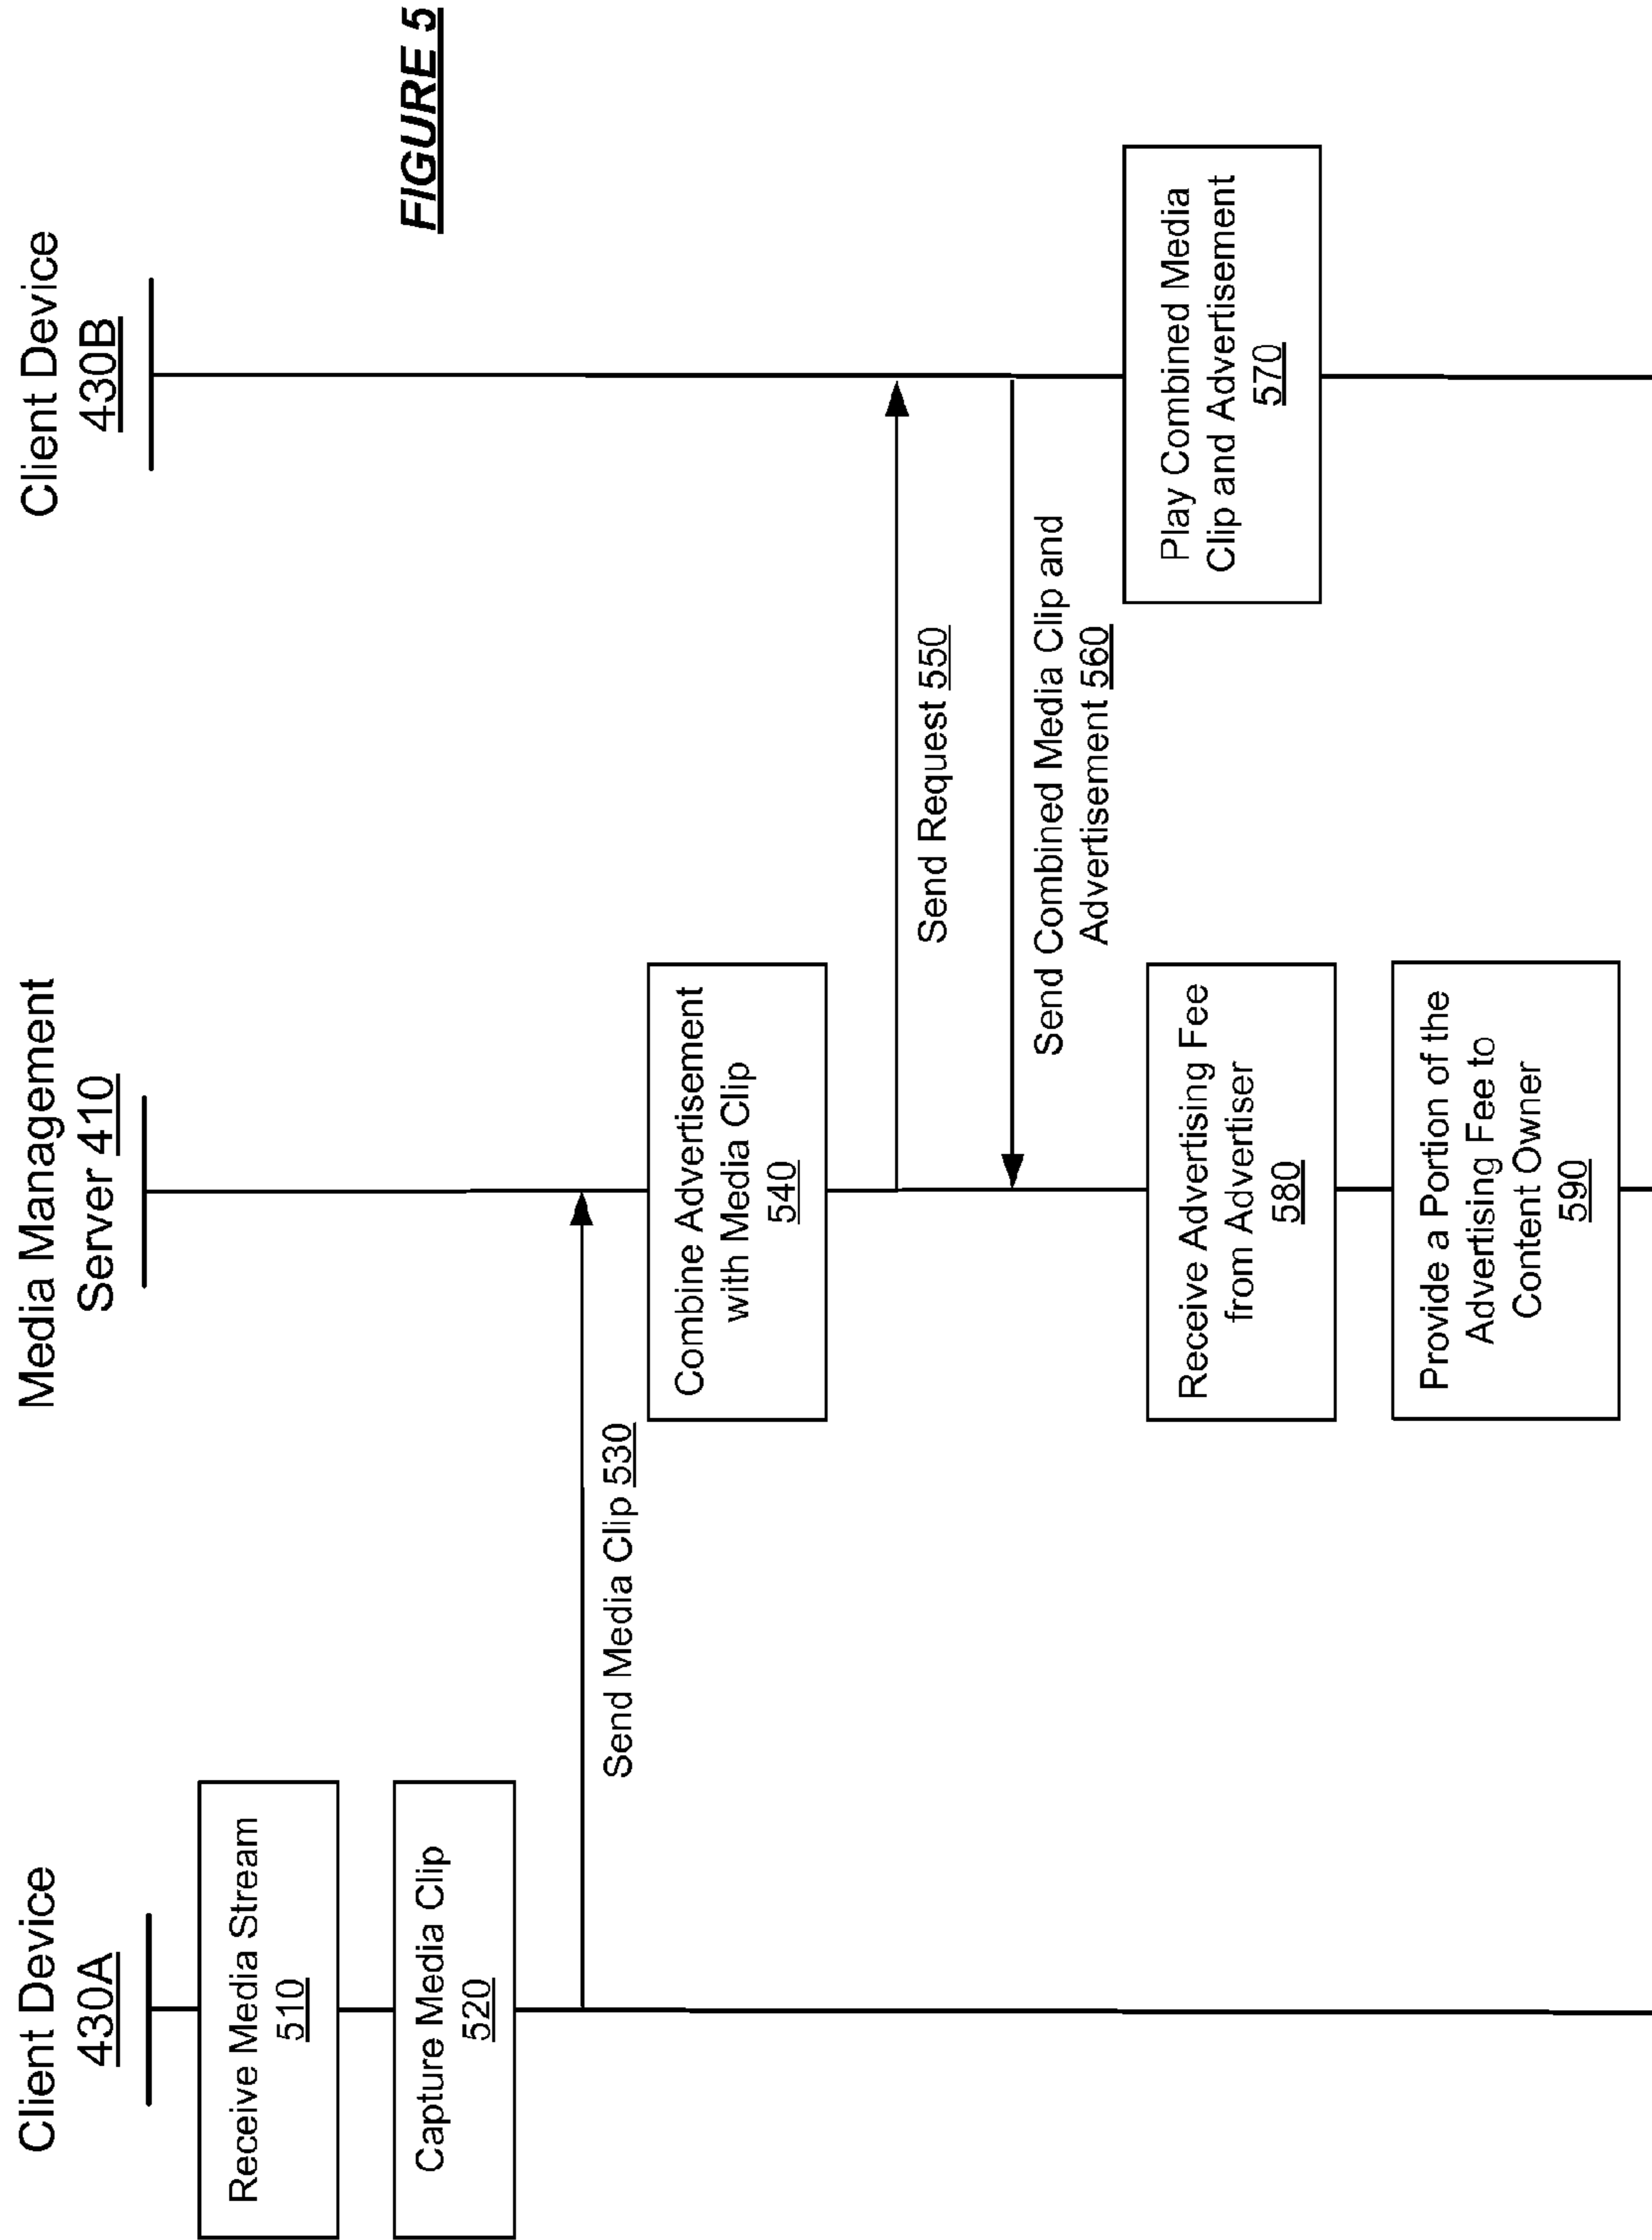 Client Device
430A
Media Management
Server 410
Client Device
430B
FIGURE 5
Receive Media Stream
510
Capture Media Clip
520
Send Media Clip 530
Combine Advertisement
with Media Clip
540
Send Request 550
Send Combined Media Clip and
Advertisement 560
Play Combined Media
Clip and Advertisement
570
Receive Advertising Fee
from Advertiser
580
Provide a Portion of the
Advertising Fee to
Content Owner
590